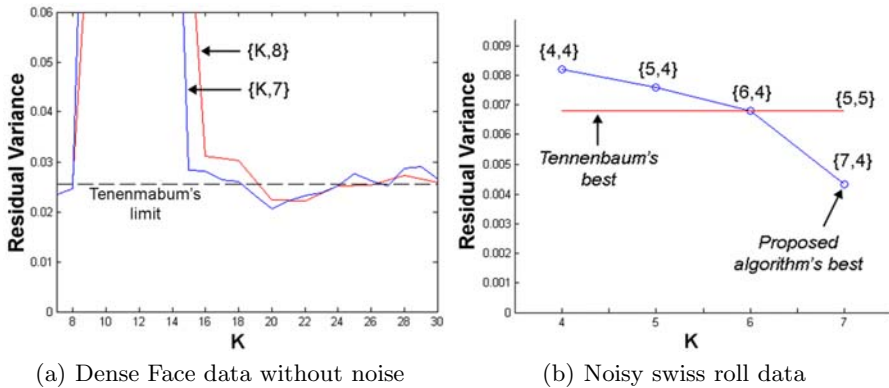 0.06
0.05
0.04
0.03
0.02
0.01
0
Residual Variance
{K,8}
{K,7}
Tenenmabum's
limit
8 10 12 14 16 18 20 22 24 26 28 30
K
(a) Dense Face data without noise
0.009
0.008
0.007
0.006
0.005
0.004
0.003
0.002
0.001
0.000
Residual Variance
{4,4}
{5,4}
{6,4}
{5,5}
{7,4}
Tennenbaum's
best
Proposed
algorithm's best
4 5 6 7
K
(b) Noisy swiss roll data